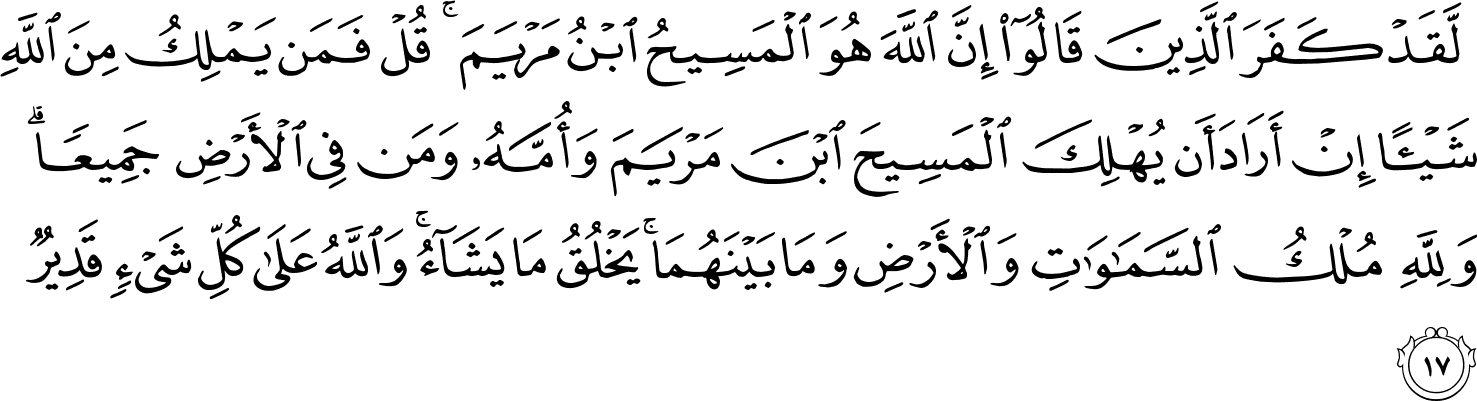 لَّقَدْ كَفَرَ ٱلَّذِينَ قَالُوٓا۟ إِنَّ ٱللَّهَ هُوَ ٱلْمَسِيحُ ٱبْنُ مَرْيَمَ ۚ قُلْ فَمَن يَمْلِكُ مِنَ ٱللَّهِ
شَيْـًٔا إِنْ أَرَادَ أَن يُهْلِكَ ٱلْمَسِيحَ ٱبْنَ مَرْيَمَ وَأُمَّهُۥ وَمَن فِى ٱلْأَرْضِ جَمِيعًا ۗ
وَلِلَّهِ مُلْكُ ٱلسَّمَٰوَٰتِ وَٱلْأَرْضِ وَمَا بَيْنَهُمَا ۚ يَخْلُقُ مَا يَشَآءُ ۚ وَٱللَّهُ عَلَىٰ كُلِّ شَىْءٍ قَدِيرٌ
١٧